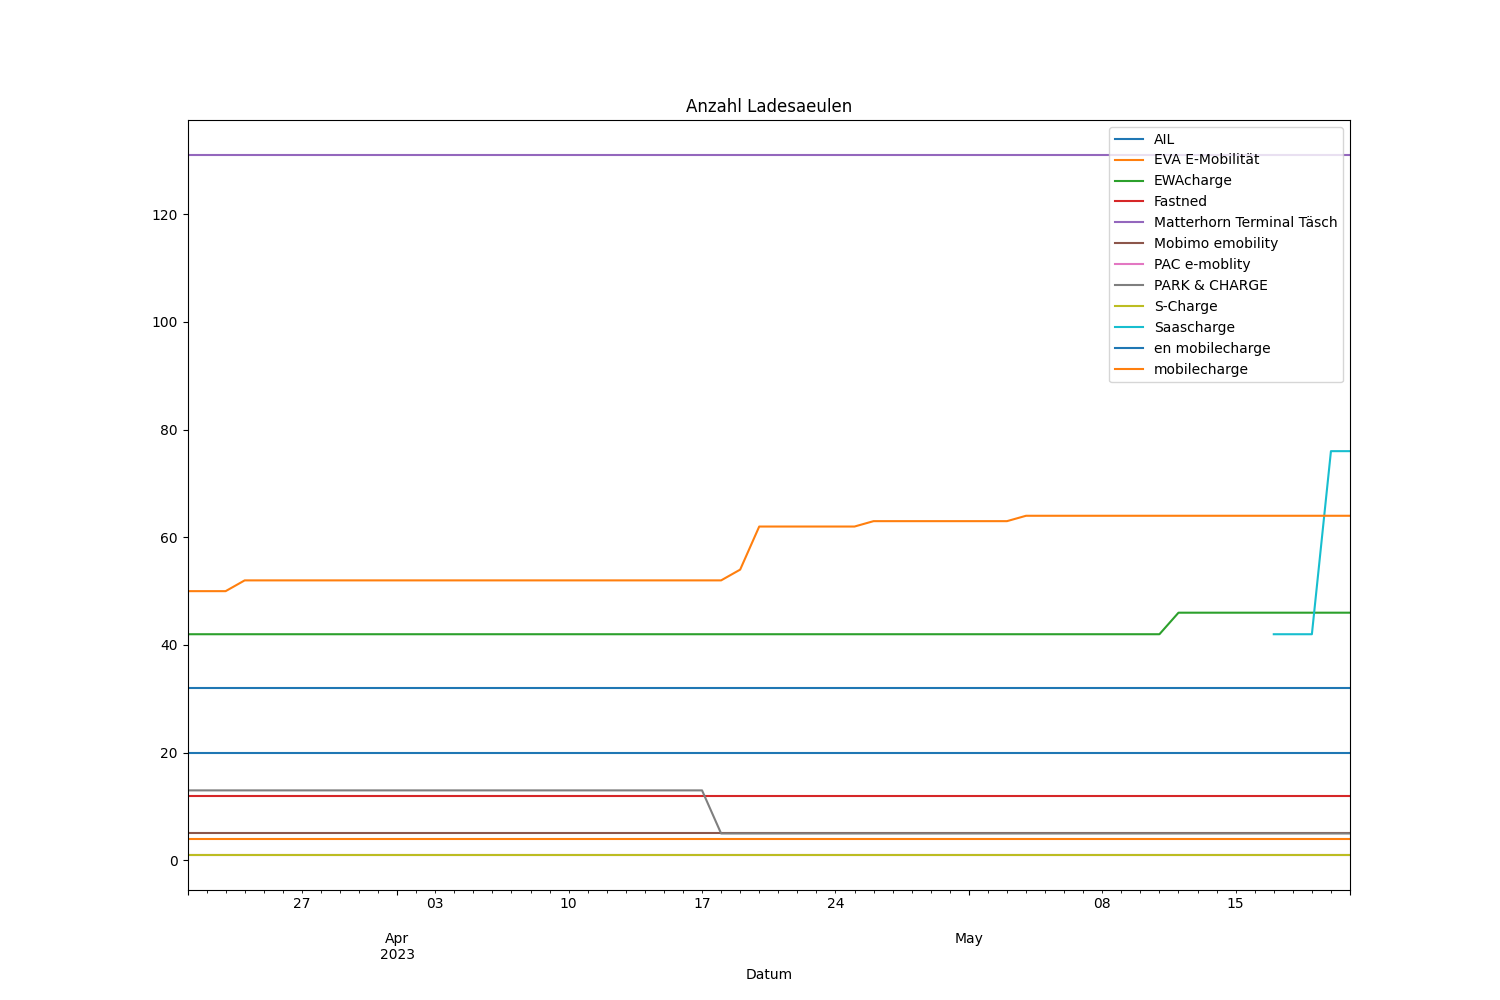 Anzahl Ladesaeulen
AIL
EVA E-Mobilität
EWAcharge
Fastned
Matterhorn Terminal Täsch
Mobimo emobility
PAC e-moblity
PARK & CHARGE
S-Charge
Saascharge
en mobilecharge
mobilecharge
120
100
80
60
40
20
0
27 03 10 17 24 08 15
Apr May
2023
Datum